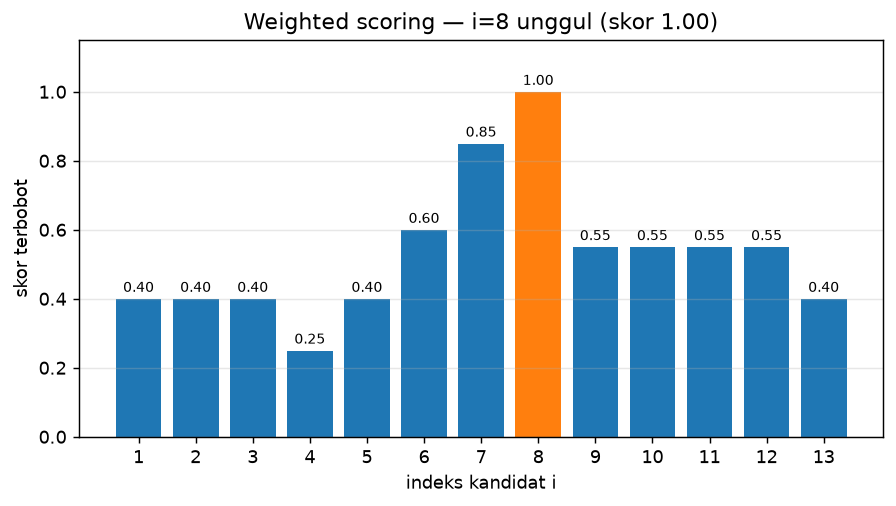 Weighted scoring — i=8 unggul (skor 1.00)
skor terbobot
1.0
0.8
0.6
0.4
0.2
0.0
0.40 0.40 0.40 0.25 0.40 0.60 0.85 1.00 0.55 0.55 0.55 0.55 0.40
1 2 3 4 5 6 7 8 9 10 11 12 13
indeks kandidat i